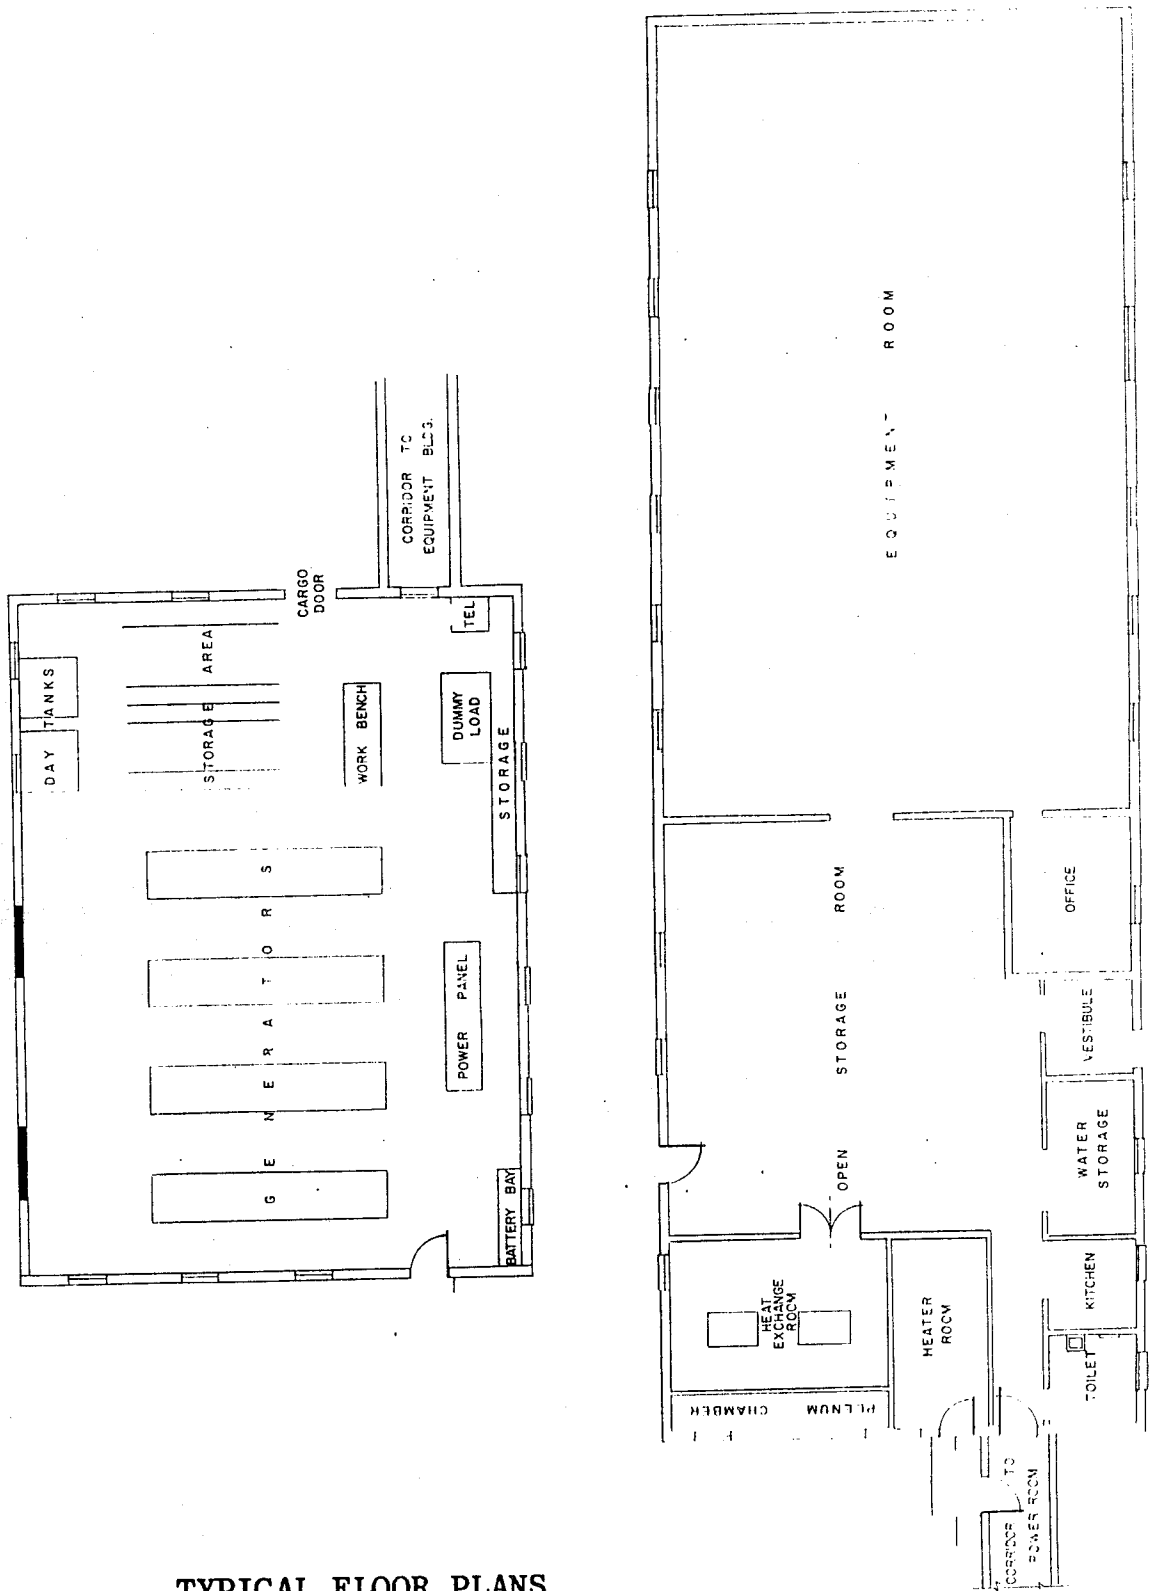 DAY TANKS
STORAGE AREA
CARGO
DOOR
CORRIDOR TO
EQUIPMENT BLDG.
TEL
WORK BENCH
DUMMY
LOAD
STORAGE
GENERATORS
POWER PANEL
BATTERY BAY
EQUIPMENT ROOM
OPEN STORAGE ROOM
OFFICE
VESTIBULE
WATER
STORAGE
KITCHEN
TOILET
HEAT
EXCHANGE
ROOM
HEATER
ROOM
PLENUM CHAMBER
CORRIDOR TO
POWER ROOM
TYPICAL FLOOR PLANS